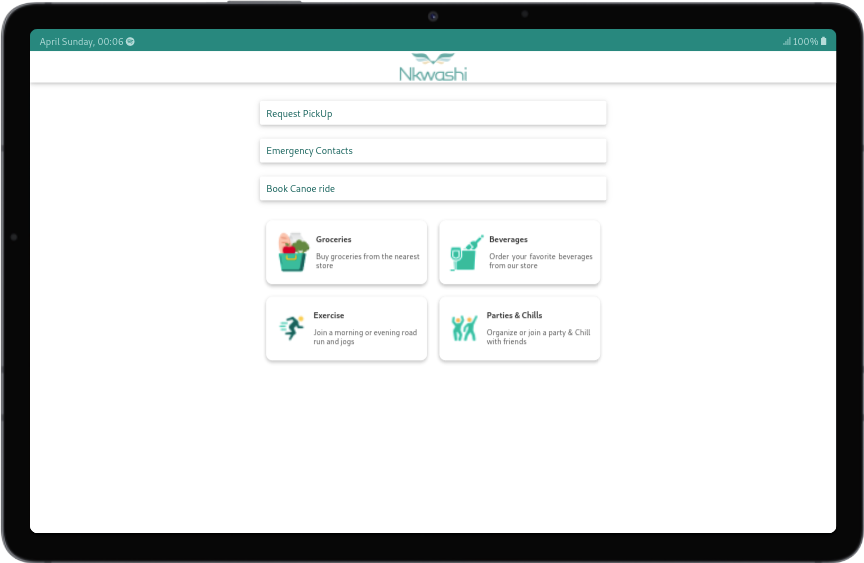 April Sunday, 00:06
100%
Nkwashi
Request PickUp
Emergency Contacts
Book Canoe ride
Groceries
Buy groceries from the nearest
store
Beverages
Order your favorite beverages
from our store
Exercise
Join a morning or evening road
run and jogs
Parties & Chills
Organize or join a party & Chill
with friends